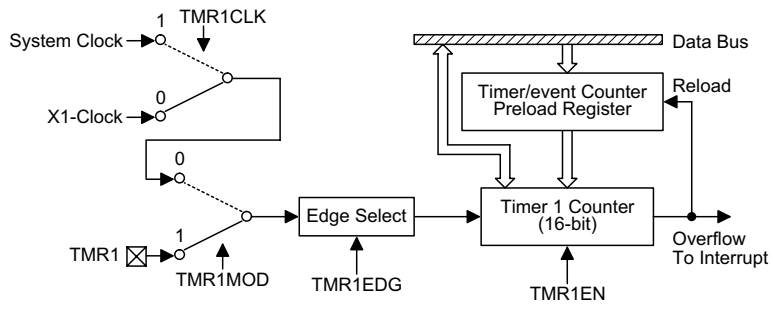 1
TMR1CLK
System Clock
Data Bus
Timer/event Counter
Preload Register
Reload
0
X1-Clock
0
Edge Select
Timer 1 Counter
(16-bit)
1
TMR1
TMR1MOD
TMR1EDG
TMR1EN
Overflow
To Interrupt